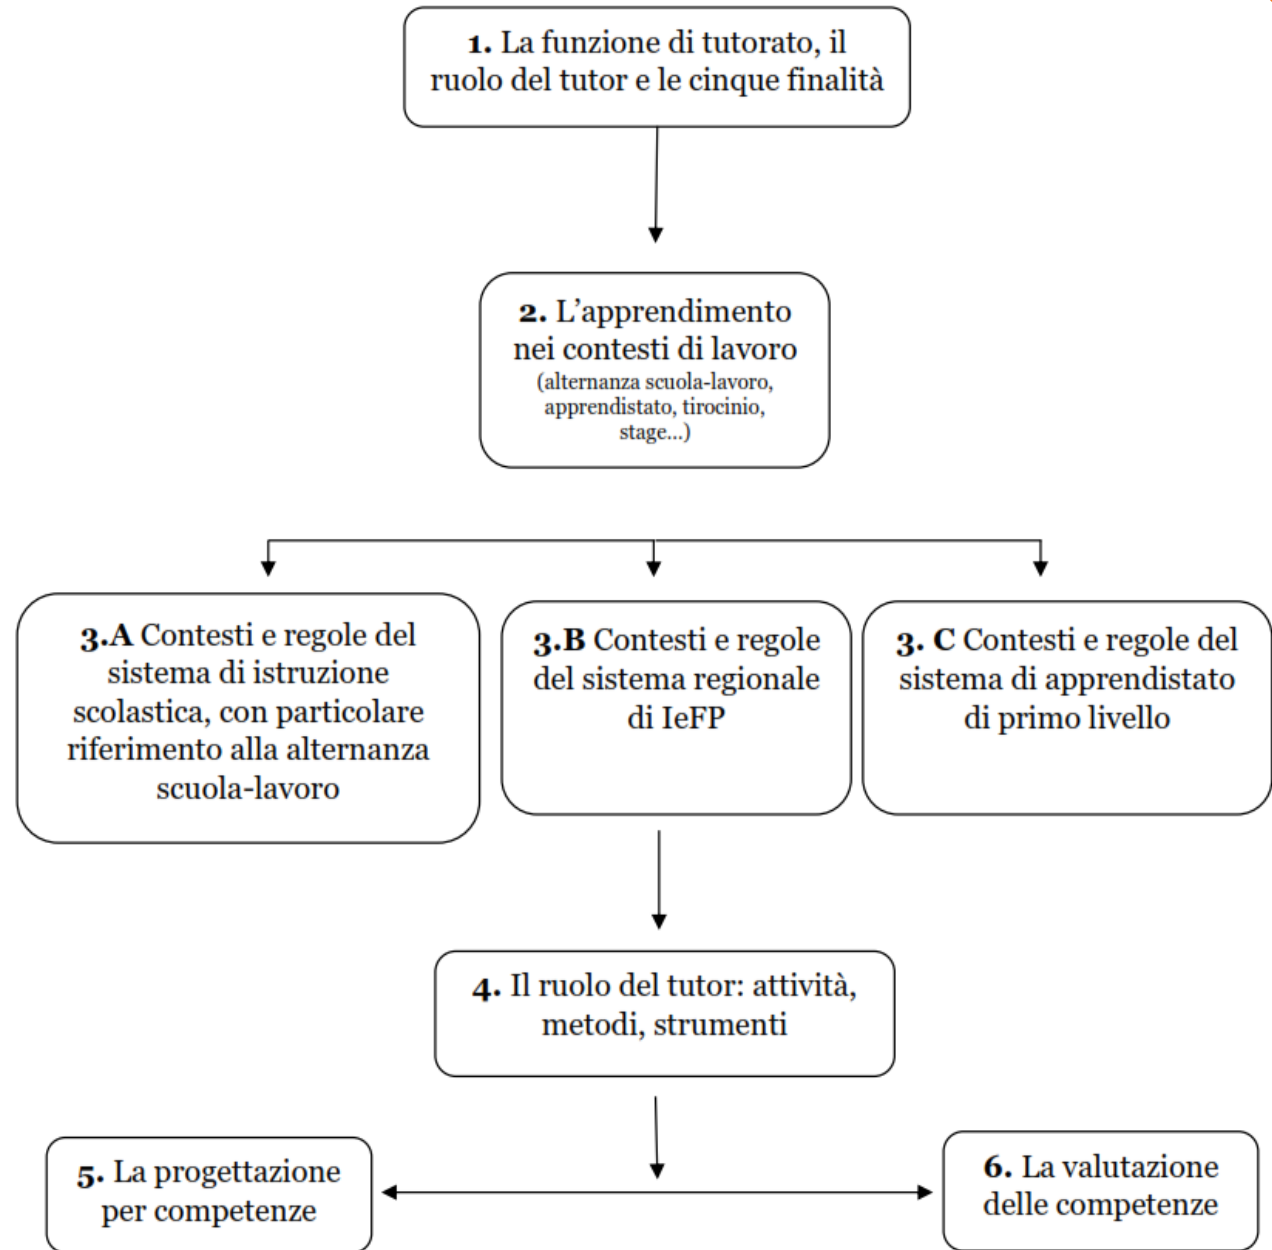 1. La funzione di tutorato, il
ruolo del tutor e le cinque finalità
2. L’apprendimento
nei contesti di lavoro
(alternanza scuola-lavoro,
apprendistato, tirocinio,
stage…)
3.A Contesti e regole del
sistema di istruzione
scolastica, con particolare
riferimento alla alternanza
scuola-lavoro
3.B Contesti e regole
del sistema regionale
di IeFP
3. C Contesti e regole del
sistema di apprendistato
di primo livello
4. Il ruolo del tutor: attività,
metodi, strumenti
5. La progettazione
per competenze
6. La valutazione
delle competenze